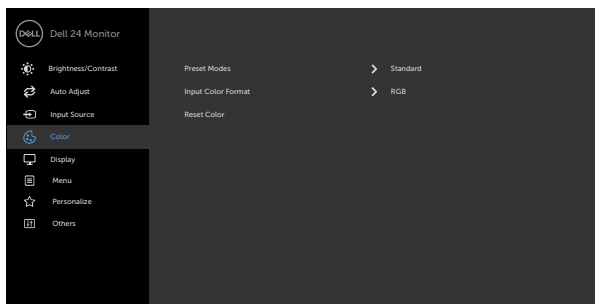 DELL Dell 24 Monitor
Brightness/Contrast Preset Modes Standard
Auto Adjust Input Color Format RGB
Input Source Reset Color
Color
Display
Menu
Personalize
Others